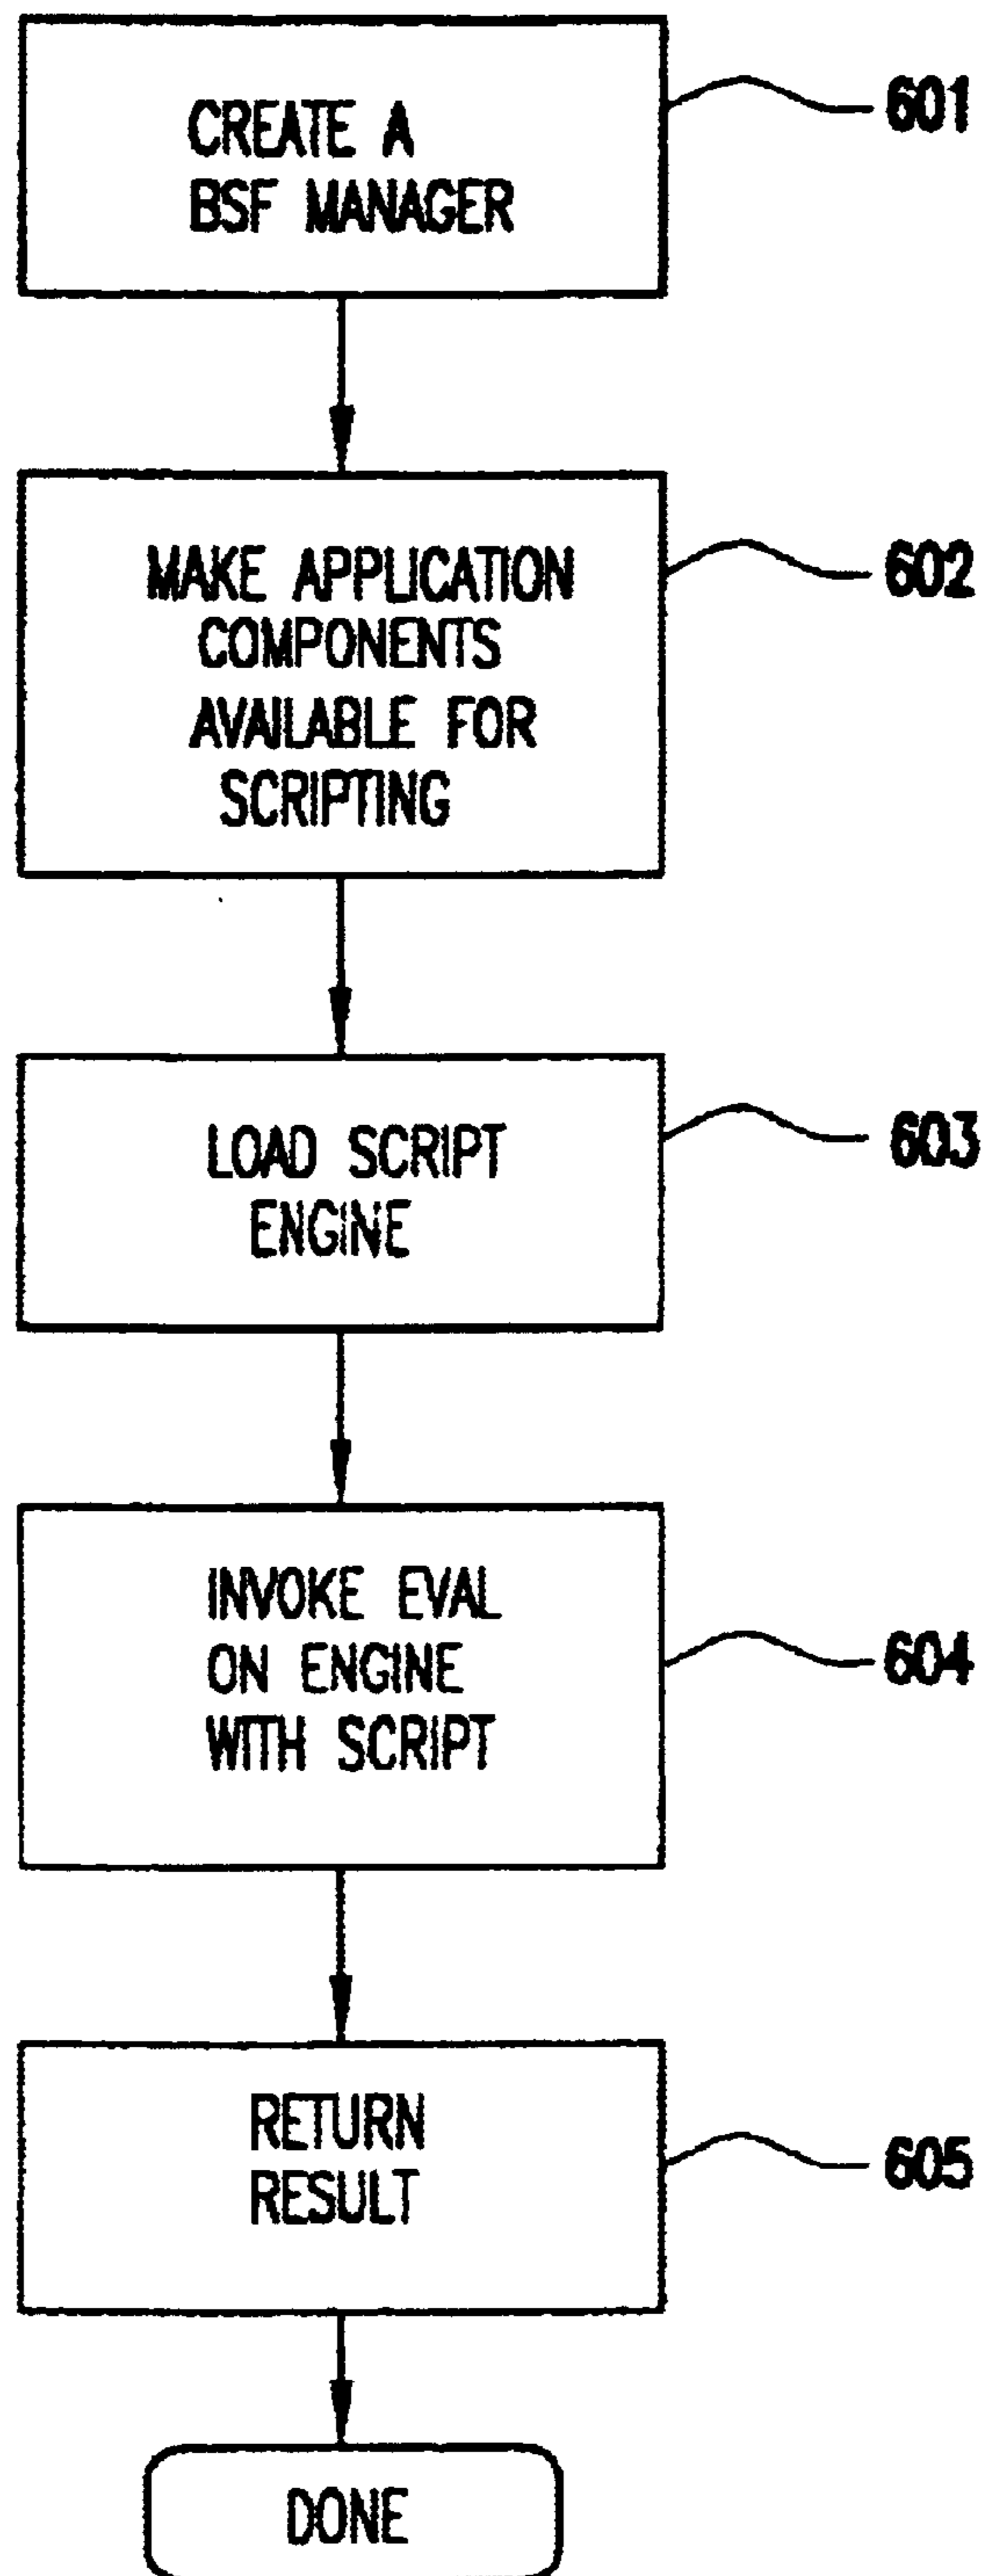 CREATE A
BSF MANAGER
601
MAKE APPLICATION
COMPONENTS
AVAILABLE FOR
SCRIPTING
602
LOAD SCRIPT
ENGINE
603
INVOKE EVAL
ON ENGINE
WITH SCRIPT
604
RETURN
RESULT
605
DONE